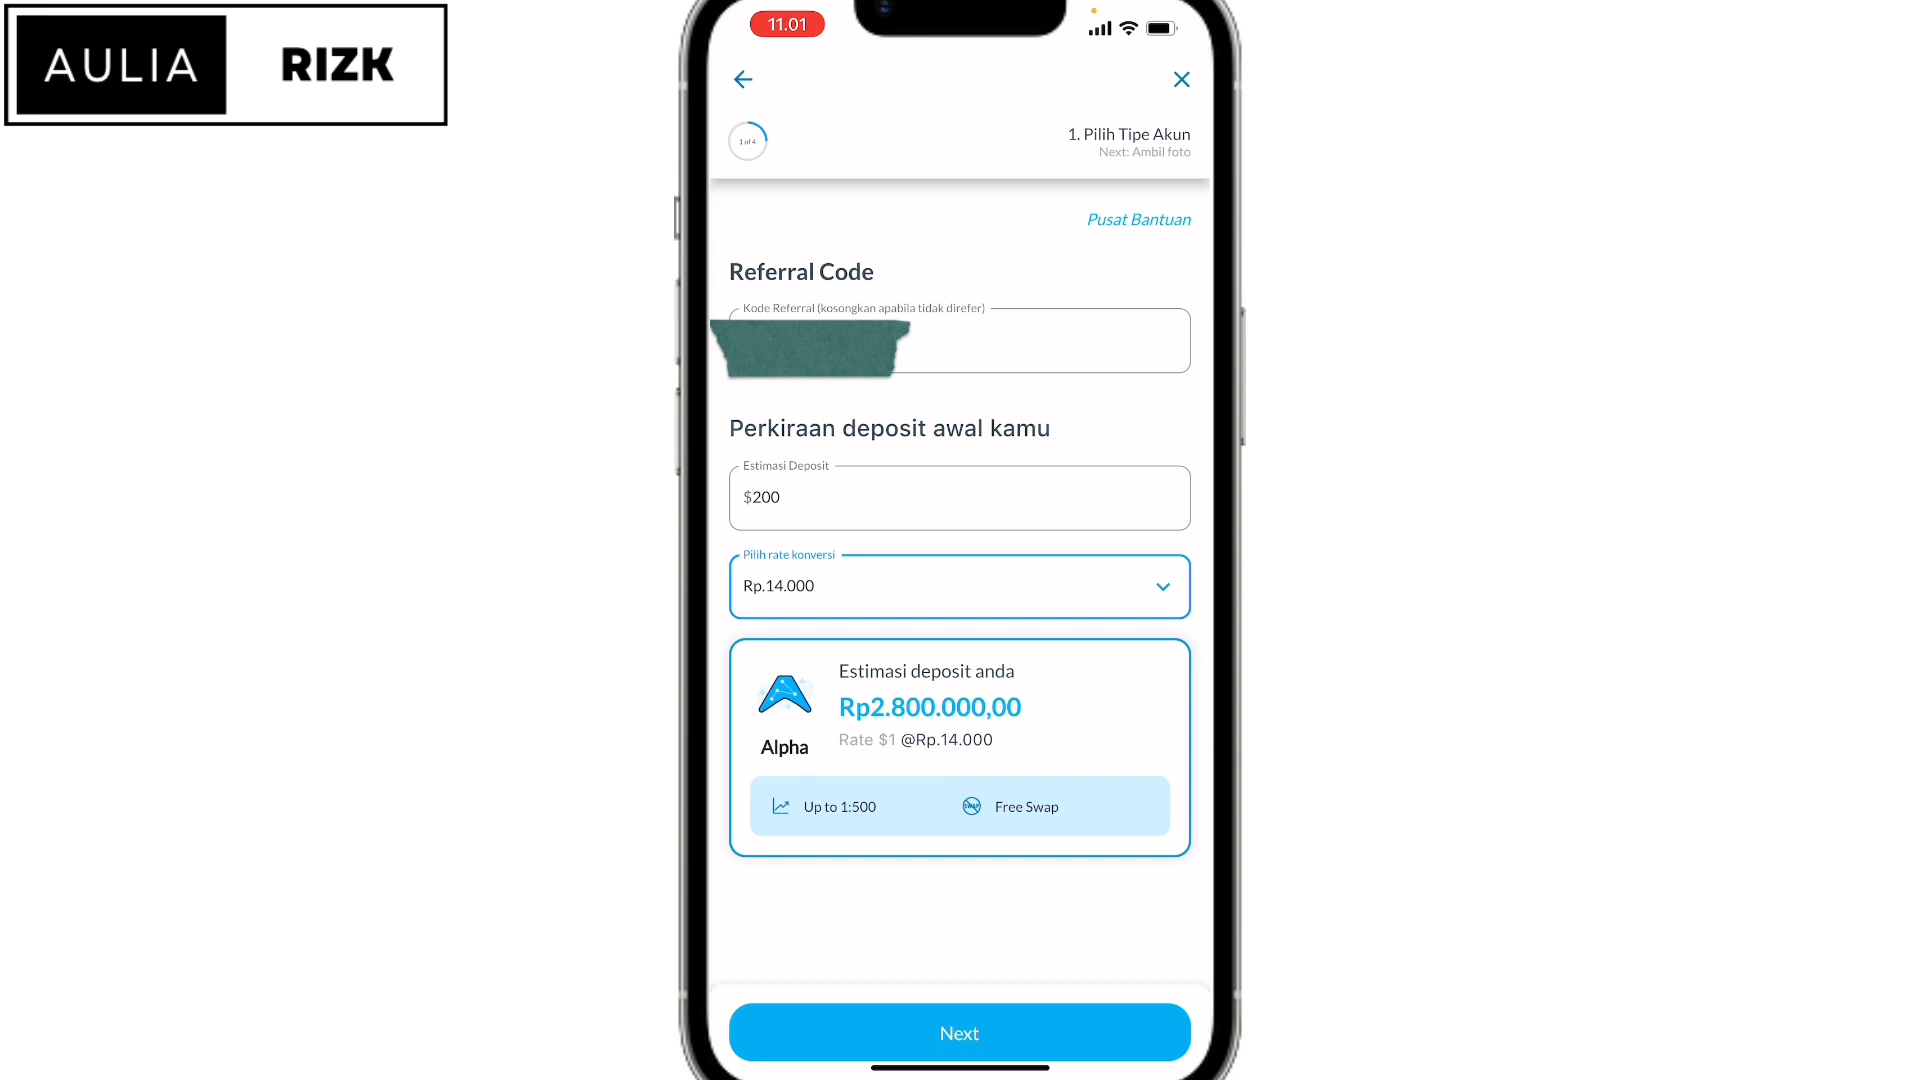 AULIA RIZK
11.01
1 of 4
1. Pilih Tipe Akun
Next: Ambil foto
Pusat Bantuan
Referral Code
Kode Referral (kosongkan apabila tidak direfer)
Perkiraan deposit awal kamu
Estimasi Deposit
$200
Pilih rate konversi
Rp.14.000
Estimasi deposit anda
Rp2.800.000,00
Rate $1 @Rp.14.000
Alpha
Up to 1:500
Free Swap
Next